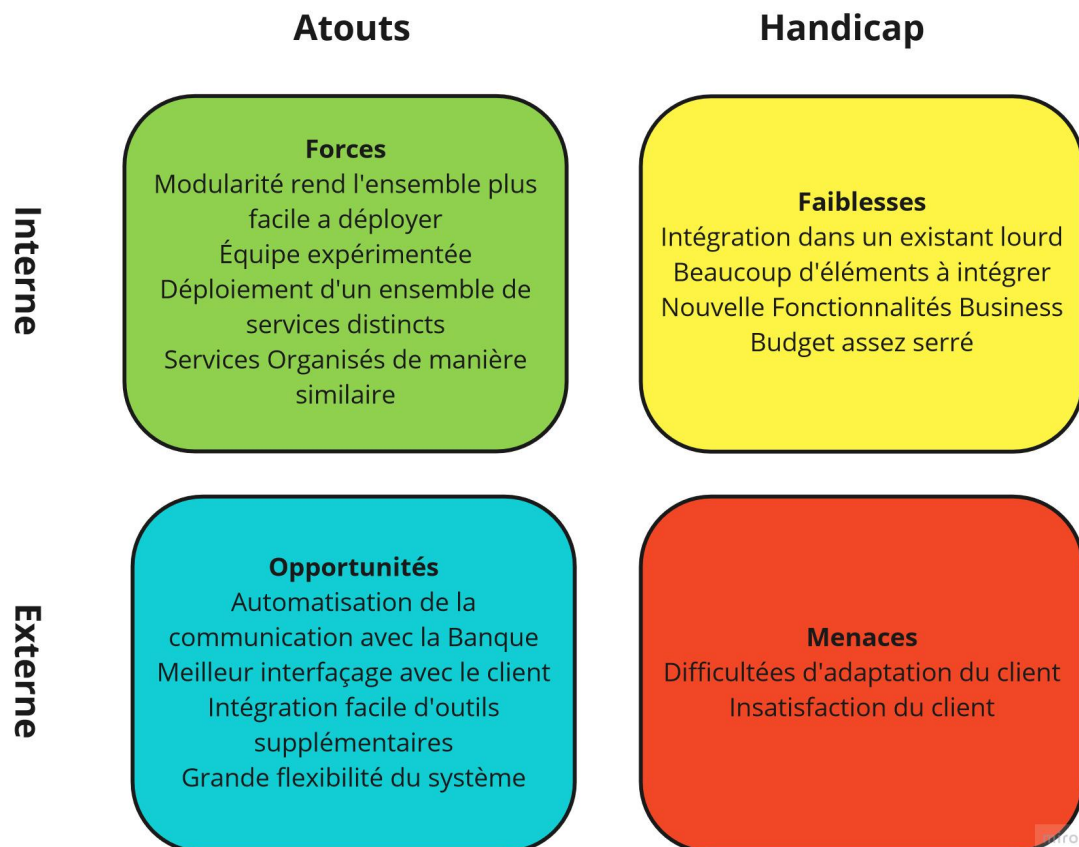 Atouts
Handicap
Interne
Forces
Modularité rend l'ensemble plus
facile a déployer
Équipe expérimentée
Déploiement d'un ensemble de
services distincts
Services Organisés de manière
similaire
Faiblesses
Intégration dans un existant lourd
Beaucoup d'éléments à intégrer
Nouvelle Fonctionnalités Business
Budget assez serré
Externe
Opportunités
Automatisation de la
communication avec la Banque
Meilleur interfaçage avec le client
Intégration facile d'outils
supplémentaires
Grande flexibilité du système
Menaces
Difficultées d'adaptation du client
Insatisfaction du client
miro